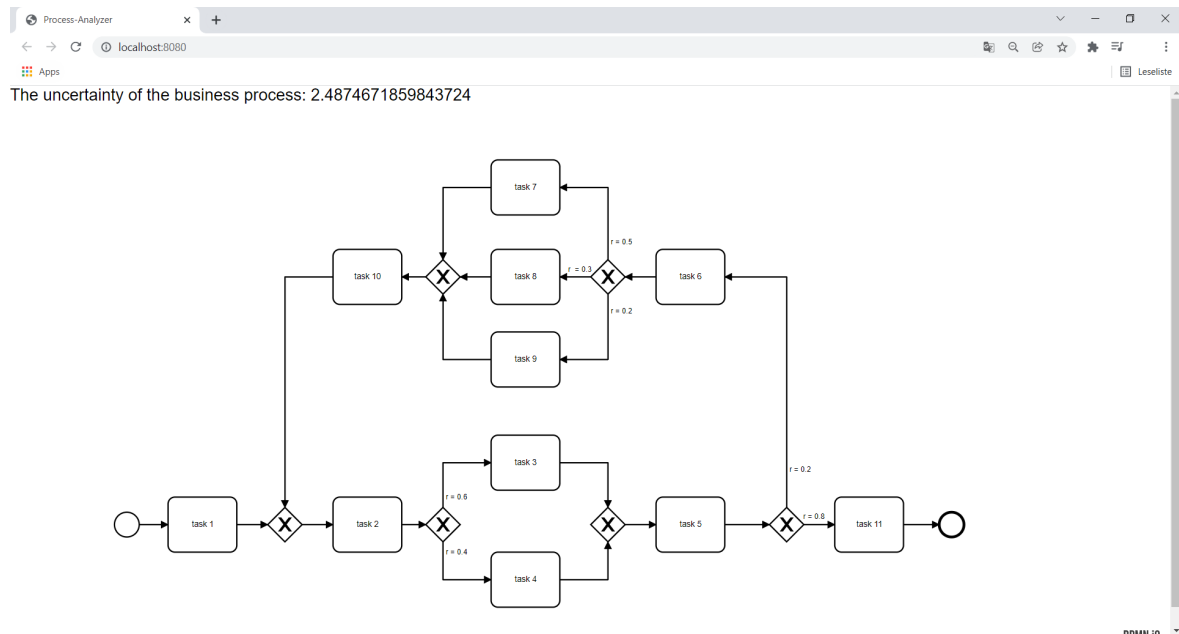 Process-Analyzer
localhost:8080
Apps
Leseliste
The uncertainty of the business process: 2.4874671859843724
task 7
r = 0.5
task 10
task 8
r = 0.3
task 6
r = 0.2
task 9
task 3
r = 0.2
r = 0.6
task 1
task 2
task 5
r = 0.8
task 11
r = 0.4
task 4